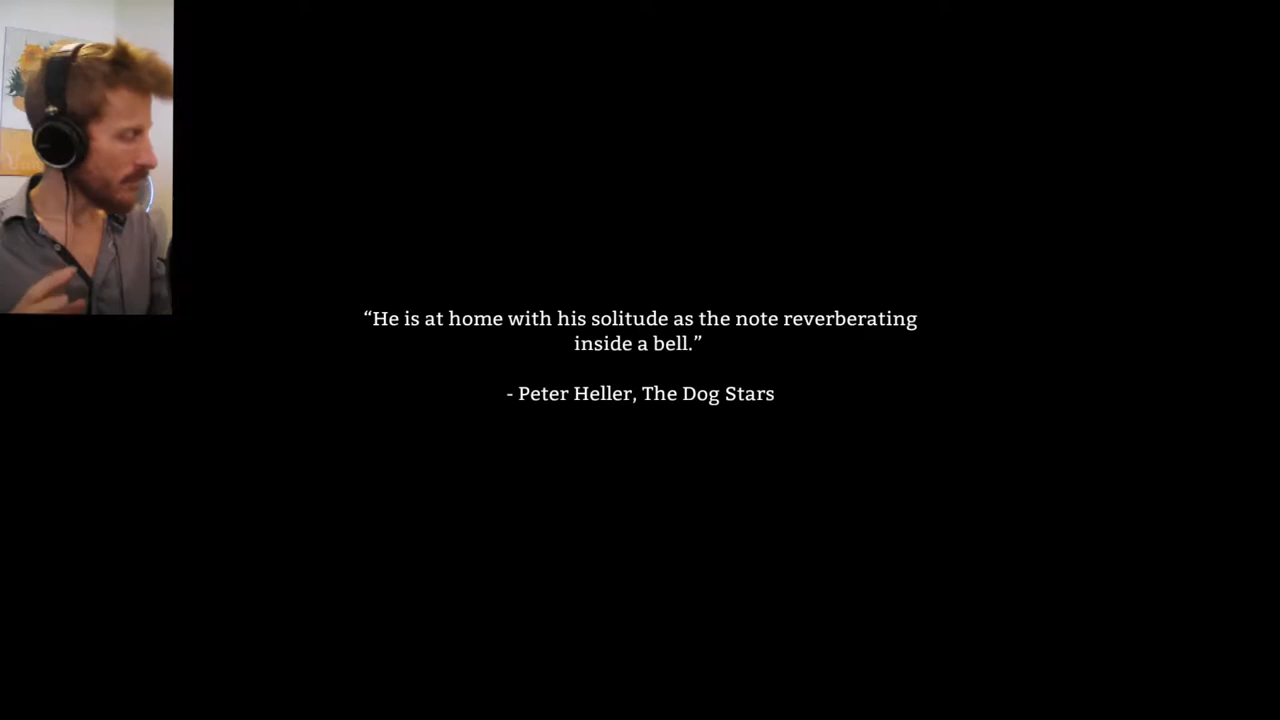 “He is at home with his solitude as the note reverberating
inside a bell.”
- Peter Heller, The Dog Stars